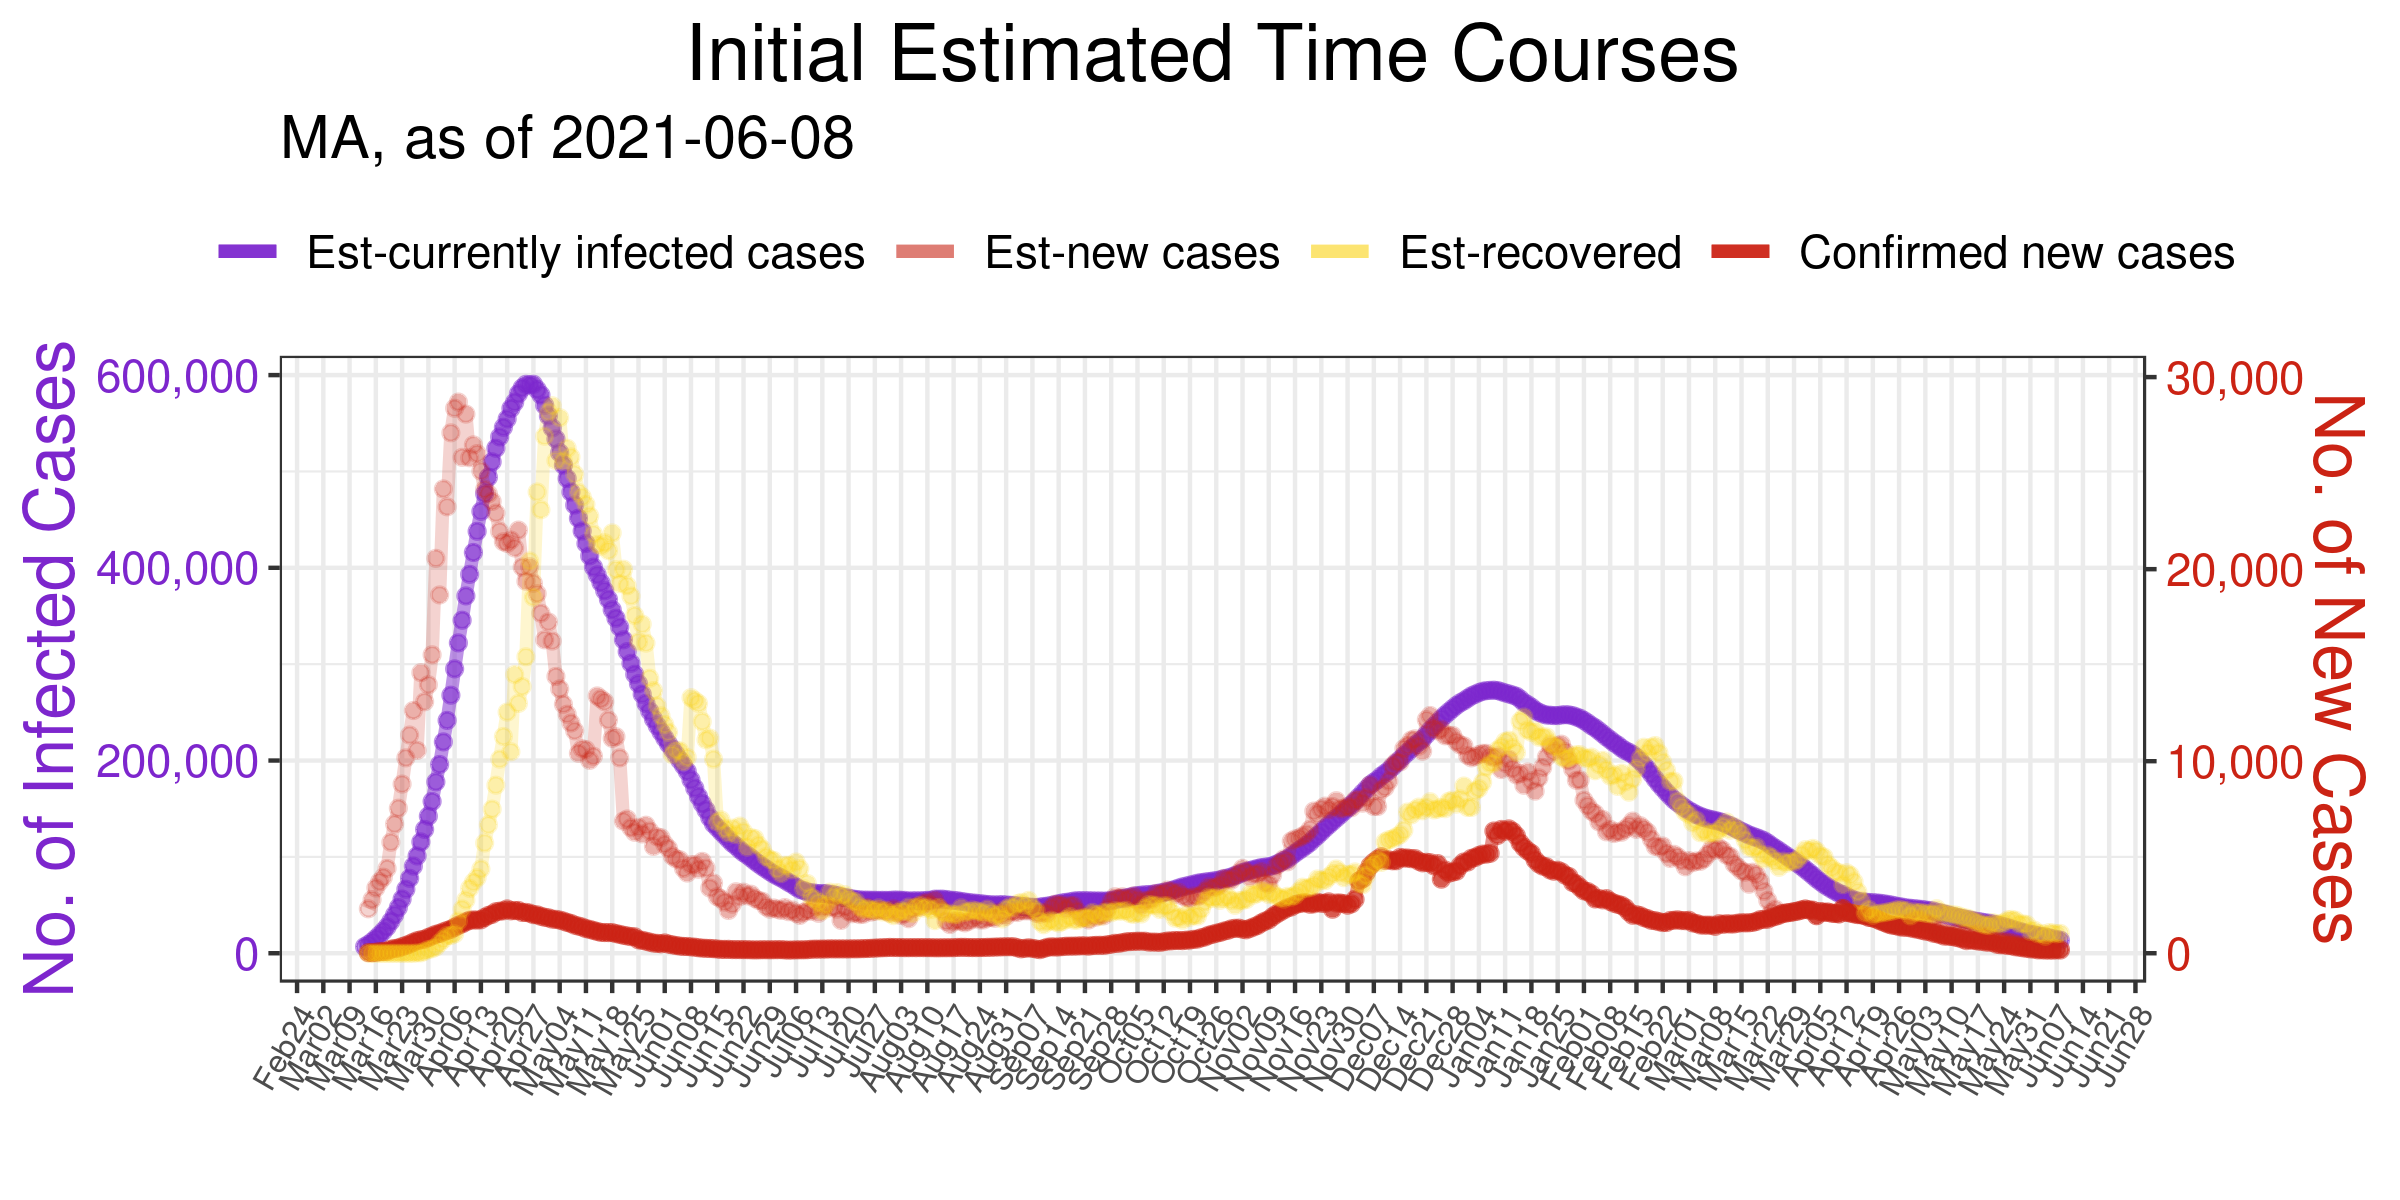 Initial Estimated Time Courses
MA, as of 2021-06-08
Est-currently infected cases Est-new cases Est-recovered Confirmed new cases
No. of Infected Cases
600,000
400,000
200,000
0
30,000
20,000
10,000
0
No. of New Cases
Feb24 Mar02 Mar09 Mar16 Mar23 Mar30 Apr06 Apr13 Apr20 Apr27 May04 May11 May18 May25 Jun01 Jun08 Jun15 Jun22 Jun29 Jul06 Jul13 Jul20 Jul27 Aug03 Aug10 Aug17 Aug24 Aug31 Sep07 Sep14 Sep21 Sep28 Oct05 Oct12 Oct19 Oct26 Nov02 Nov09 Nov16 Nov23 Nov30 Dec07 Dec14 Dec21 Dec28 Jan04 Jan11 Jan18 Jan25 Feb01 Feb08 Feb15 Feb22 Mar01 Mar08 Mar15 Mar22 Mar29 Apr05 Apr12 Apr19 Apr26 May03 May10 May17 May24 May31 Jun07 Jun14 Jun21 Jun28